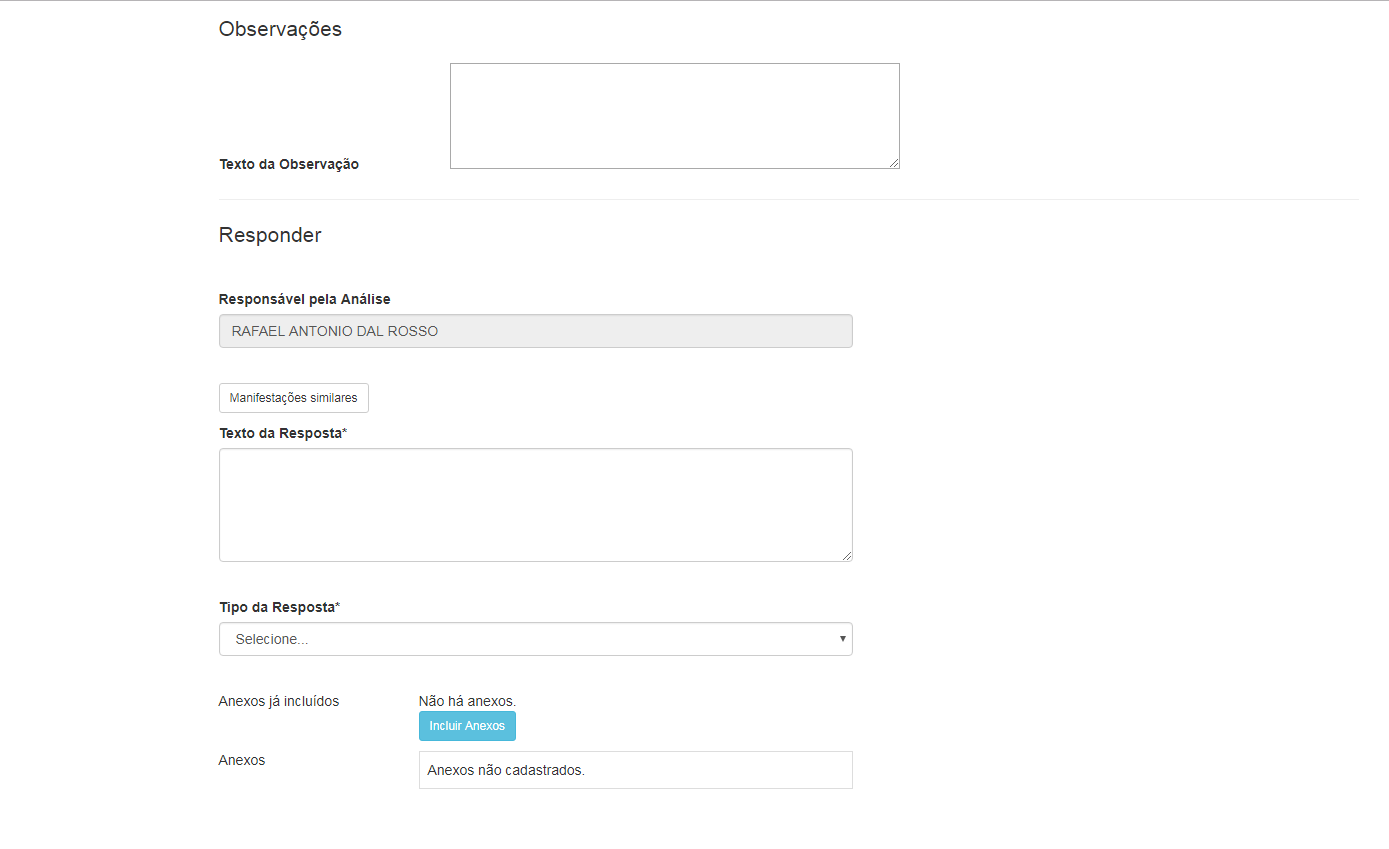 Observações
Texto da Observação
Responder
Responsável pela Análise
RAFAEL ANTONIO DAL ROSSO
Manifestações similares
Texto da Resposta*
Tipo da Resposta*
Selecione...
Anexos já incluídos
Não há anexos.
Incluir Anexos
Anexos
Anexos não cadastrados.